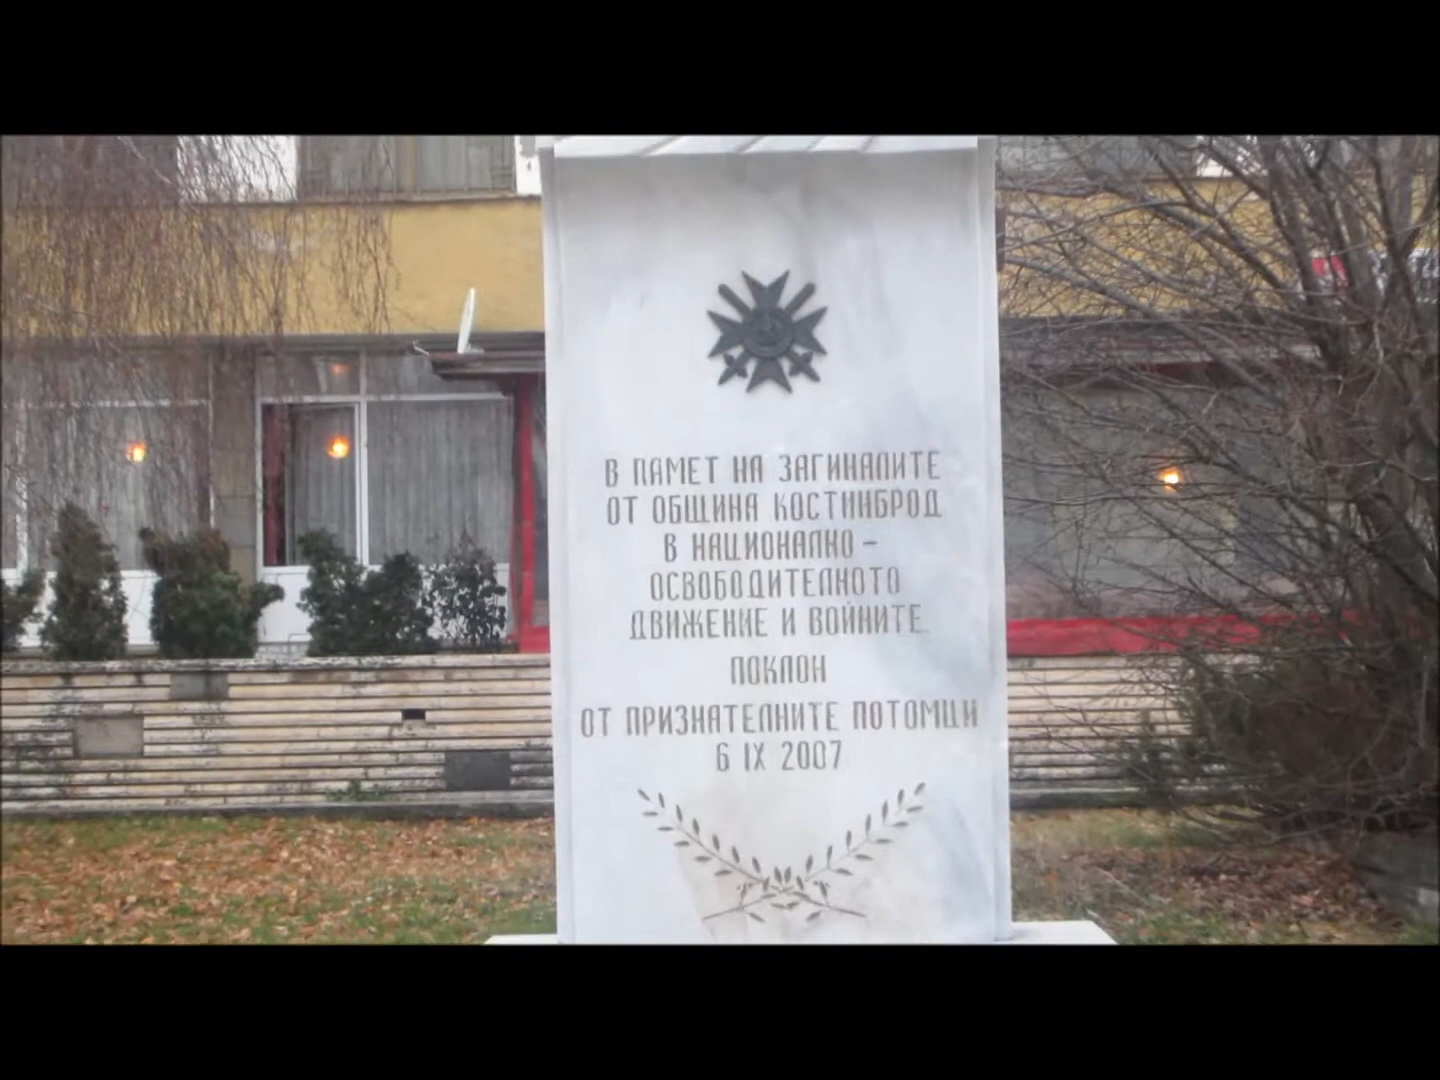 В ПАМЕТ НА ЗАГИНАЛИТЕ
ОТ ОБЩИНА КОСТИНБРОД
В НАЦИОНАЛНО –
ОСВОБОДИТЕЛНОТО
ДВИЖЕНИЕ И ВОЙНИТЕ.
ПОКЛОН
ОТ ПРИЗНАТЕЛНИТЕ ПОТОМЦИ
6 IX 2007